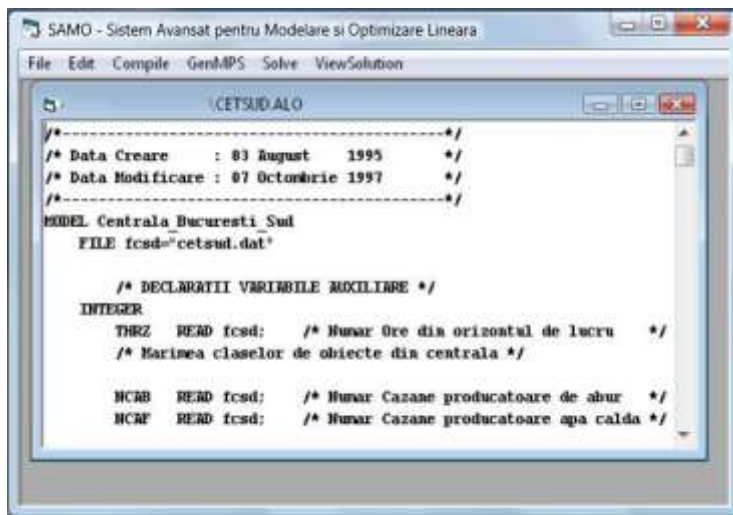 SAMO - Sistem Avansat pentru Modelare si Optimizare Lineara
File Edit Compile GenMPS Solve ViewSolution
\CETSUD.ALO
/*-------------------------------------------*/
/* Data Creare : 03 August 1995 */
/* Data Modificare : 07 Octombrie 1997 */
/*-------------------------------------------*/
MODEL Centrala_Bucuresti_Sud
FILE fcsd="cetsud.dat"
/* DECLARATII VARIABILE AUXILIARE */
INTEGER
THRZ READ fcsd; /* Numar Ore din orizontul de lucru */
/* Marimea claselor de obiecte din centrala */
NCAB READ fcsd; /* Numar Cazane producatoare de abur */
NCAF READ fcsd; /* Numar Cazane producatoare apa calda */